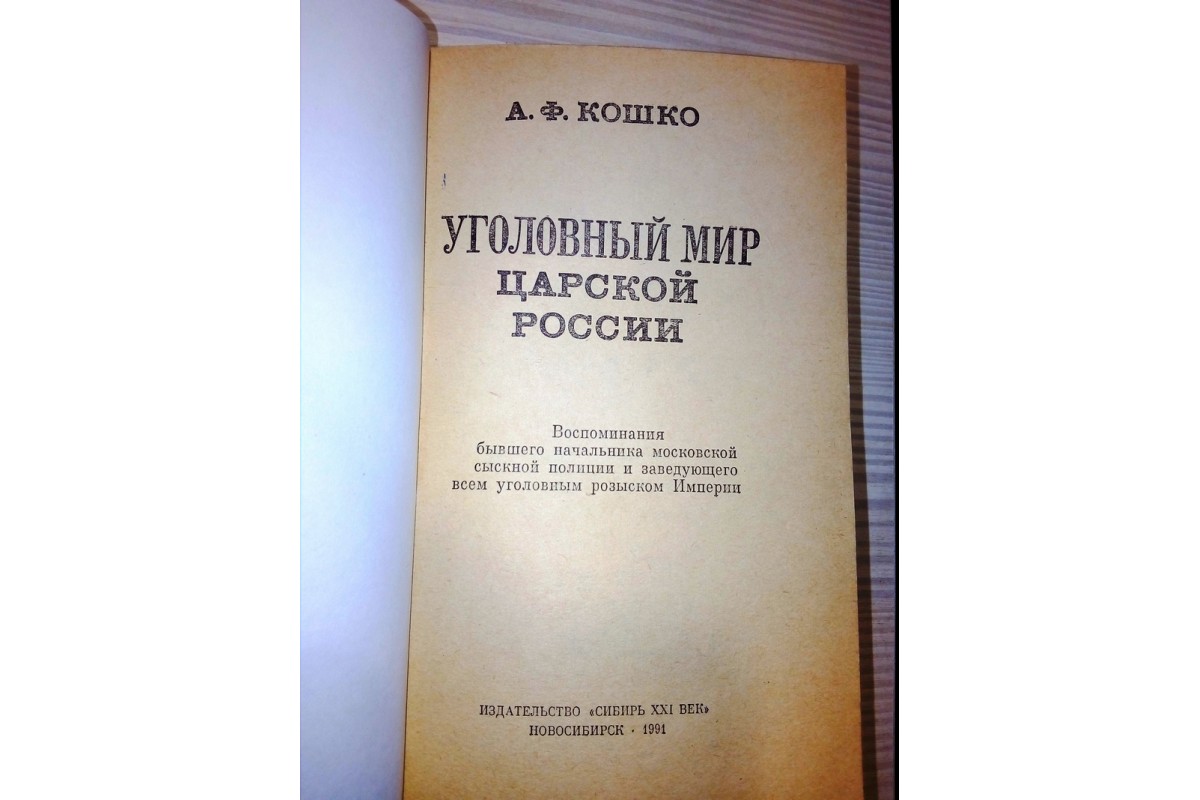 А. Ф. КОШКО
УГОЛОВНЫЙ МИР
ЦАРСКОЙ
РОССИИ
Воспоминания
бывшего начальника московской
сыскной полиции и заведующего
всем уголовным розыском Империи
ИЗДАТЕЛЬСТВО «СИБИРЬ XXI ВЕК»
НОВОСИБИРСК · 1991